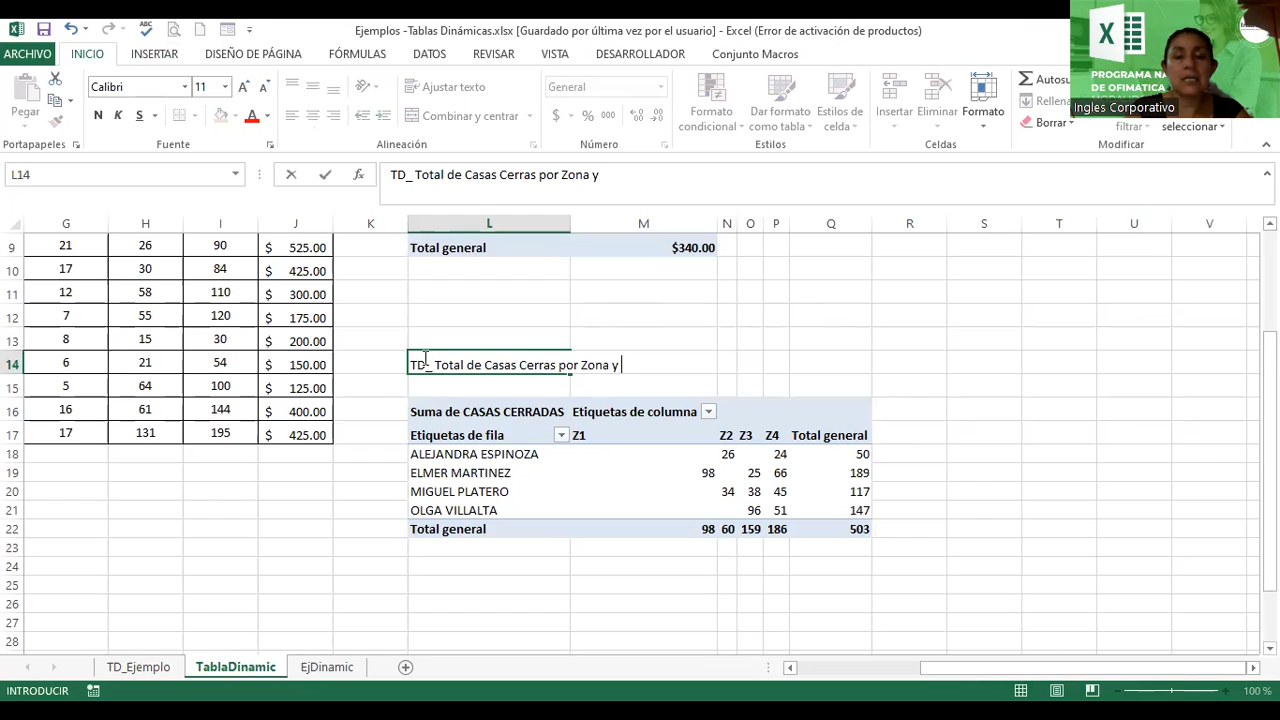 Ejemplos -Tablas Dinámicas.xlsx [Guardado por última vez por el usuario] - Excel (Error de activación de productos)
ARCHIVO INICIO INSERTAR DISEÑO DE PÁGINA FÓRMULAS DATOS REVISAR VISTA DESARROLLADOR Conjunto Macros
PROGRAMA NA
DE OFIMATICA
Ingles Corporativo
Pegar
Calibri 11
N K S
Ajustar texto
Combinar y centrar
General
$ % 000
Formato condicional
Dar formato como tabla
Estilos de celda
Insertar Eliminar Formato
Autosu
Rellena
Borrar
filtrar seleccionar
Portapapeles Fuente Alineación Número Estilos Celdas Modificar
L14 TD_ Total de Casas Cerras por Zona y
G H I J K L M N O P Q R S T U V
9 21 26 90 $ 525.00 Total general $340.00
10 17 30 84 $ 425.00
11 12 58 110 $ 300.00
12 7 55 120 $ 175.00
13 8 15 30 $ 200.00
14 6 21 54 $ 150.00 TD_ Total de Casas Cerras por Zona y
15 5 64 100 $ 125.00
16 16 61 144 $ 400.00 Suma de CASAS CERRADAS Etiquetas de columna
17 17 131 195 $ 425.00 Etiquetas de fila Z1 Z2 Z3 Z4 Total general
18 ALEJANDRA ESPINOZA 26 24 50
19 ELMER MARTINEZ 98 25 66 189
20 MIGUEL PLATERO 34 38 45 117
21 OLGA VILLALTA 96 51 147
22 Total general 98 60 159 186 503
23
24
25
26
27
28
TD_Ejemplo TablaDinamic EjDinamic
INTRODUCIR 100 %